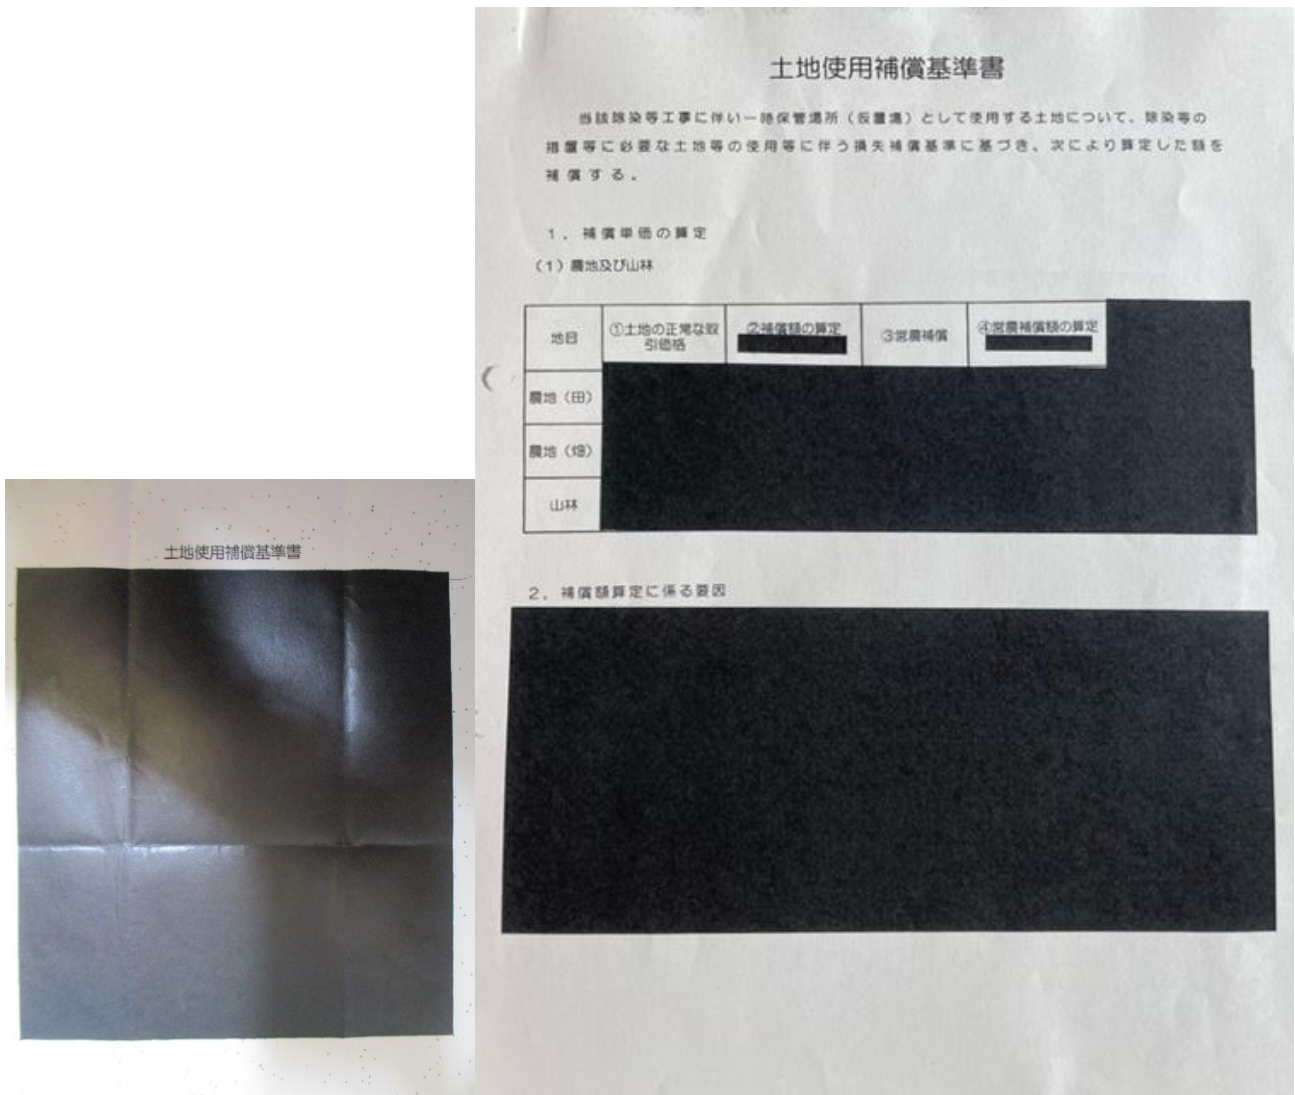 土地使用補償基準書
土地使用補償基準書
当該除染等工事に伴い一時保管場所（仮置場）として使用する土地について、除染等の
措置等に必要な土地等の使用等に伴う損失補償基準に基づき、次により算定した額を
補償する。
1．補償単価の算定
（1）農地及び山林
地目
①土地の正常な取
引価格
②補償額の算定
③営農補償
④営農補償額の算定
農地（田）
農地（畑）
山林
2．補償額算定に係る要因